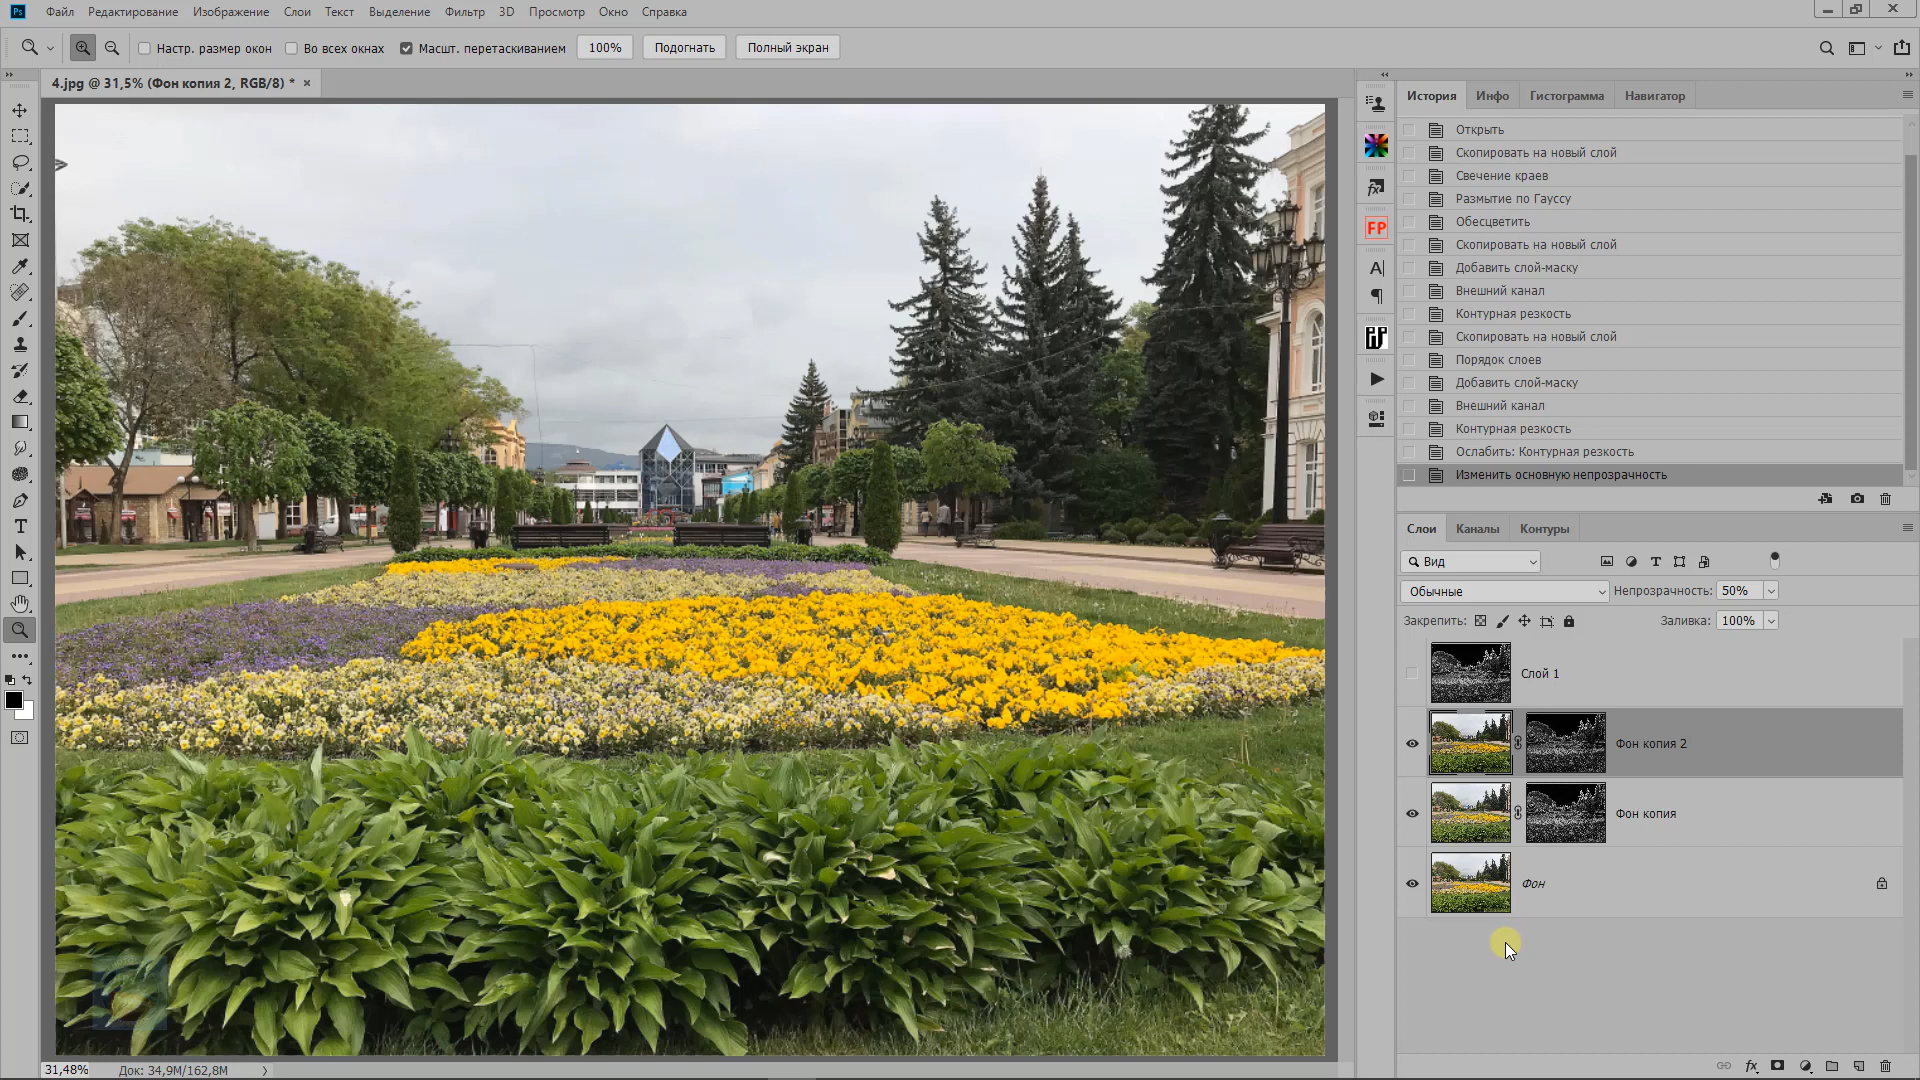 Ps Файл Редактирование Изображение Слои Текст Выделение Фильтр 3D Просмотр Окно Справка
Настр. размер окон Во всех окнах Масшт. перетаскиванием 100% Подогнать Полный экран
4.jpg @ 31,5% (Фон копия 2, RGB/8) * ×
История Инфо Гистограмма Навигатор
Открыть
Скопировать на новый слой
Свечение краев
Размытие по Гауссу
Обесцветить
Скопировать на новый слой
Добавить слой-маску
Внешний канал
Контурная резкость
Скопировать на новый слой
Порядок слоев
Добавить слой-маску
Внешний канал
Контурная резкость
Ослабить: Контурная резкость
Изменить основную непрозрачность
FP
Слои Каналы Контуры
Вид
Обычные Непрозрачность: 50%
Закрепить: Заливка: 100%
Слой 1
Фон копия 2
Фон копия
Фон
31,48% Док: 34,9M/162,8M